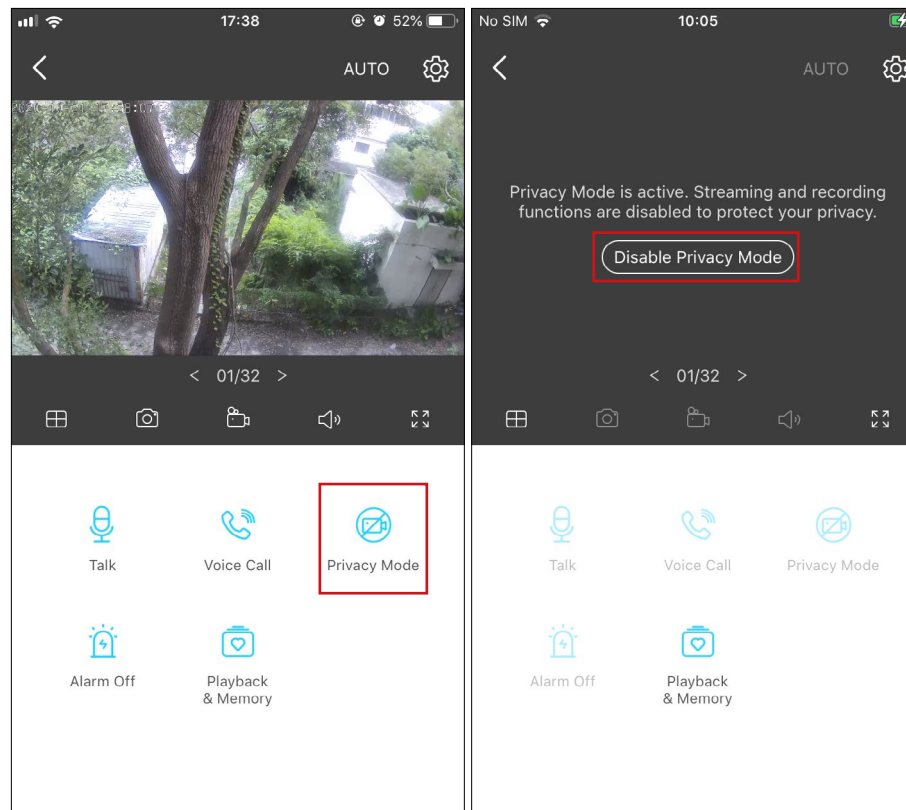 17:38
52%
AUTO
< 01/32 >
Talk
Voice Call
Privacy Mode
Alarm Off
Playback
& Memory
No SIM
10:05
AUTO
Privacy Mode is active. Streaming and recording
functions are disabled to protect your privacy.
Disable Privacy Mode
< 01/32 >
Talk
Voice Call
Privacy Mode
Alarm Off
Playback
& Memory